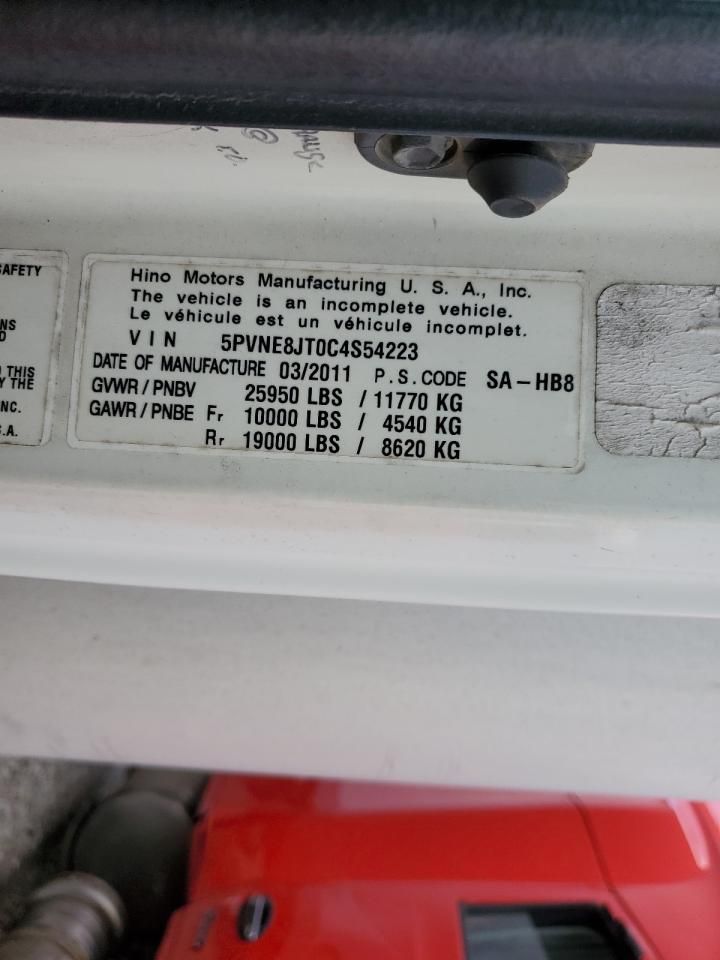 SAFETY
NS
D
THIS
Y THE
NC.
.A.
Hino Motors Manufacturing U. S. A., Inc.
The vehicle is an incomplete vehicle.
Le véhicule est un véhicule incomplet.
VIN 5PVNE8JT0C4S54223
DATE OF MANUFACTURE 03/2011 P.S.CODE SA-HB8
GVWR/PNBV 25950 LBS / 11770 KG
GAWR/PNBE Fr 10000 LBS / 4540 KG
Rr 19000 LBS / 8620 KG